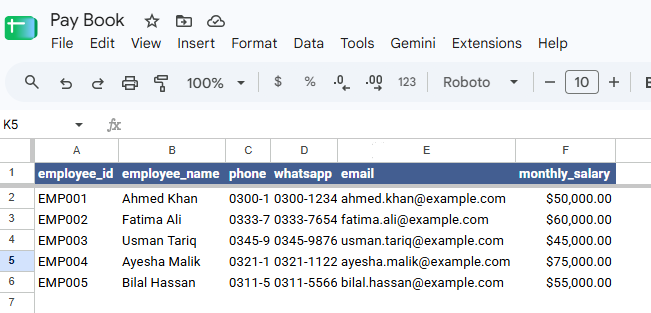 Pay Book
File Edit View Insert Format Data Tools Gemini Extensions Help
100% $ % .0 .00 123 Roboto 10
K5 fx
A B C D E F
1 employee_id employee_name phone whatsapp email monthly_salary
2 EMP001 Ahmed Khan 0300-1 0300-1234 ahmed.khan@example.com $50,000.00
3 EMP002 Fatima Ali 0333-7 0333-7654 fatima.ali@example.com $60,000.00
4 EMP003 Usman Tariq 0345-9 0345-9876 usman.tariq@example.com $45,000.00
5 EMP004 Ayesha Malik 0321-1 0321-1122 ayesha.malik@example.com $75,000.00
6 EMP005 Bilal Hassan 0311-5 0311-5566 bilal.hassan@example.com $55,000.00
7